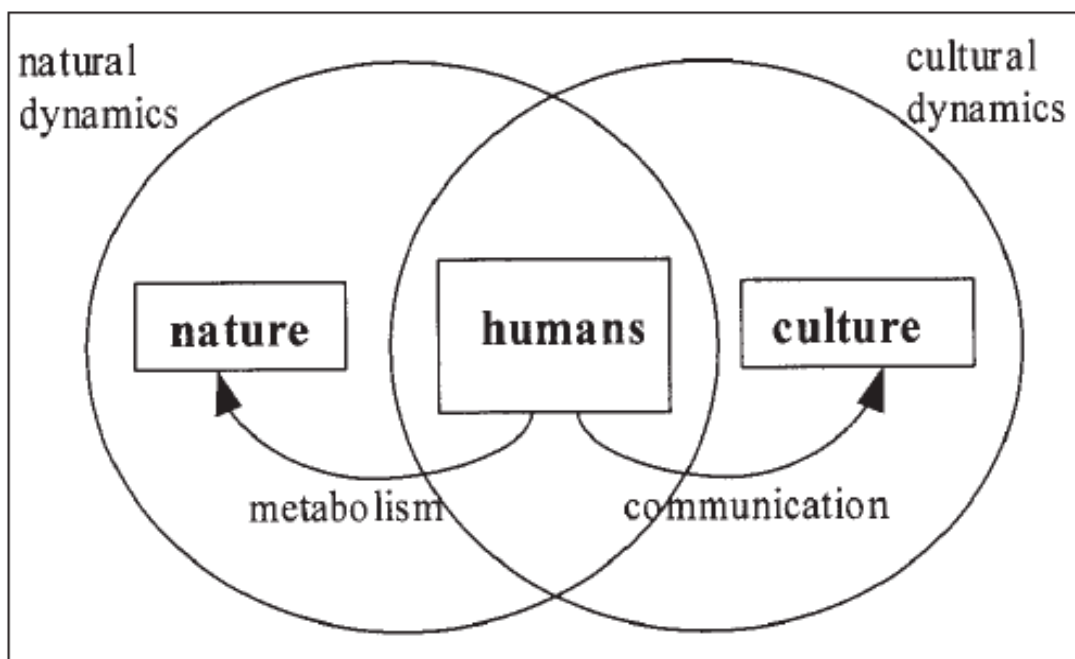 natural
dynamics
cultural
dynamics
nature
humans
culture
metabolism
communication